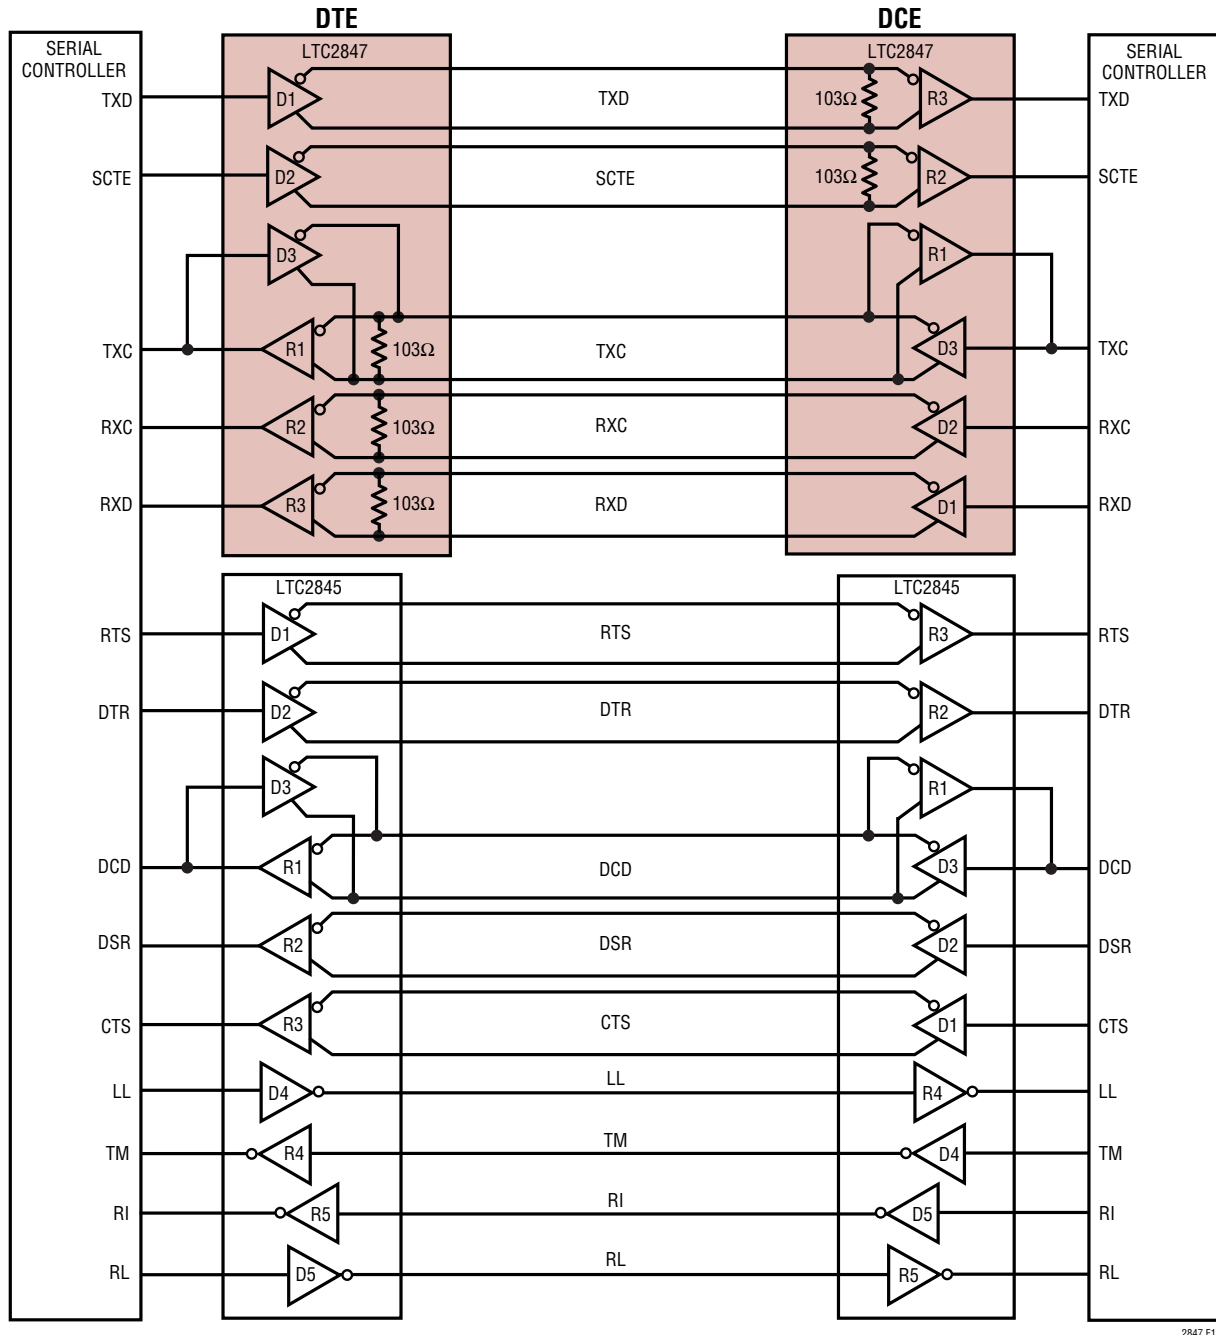 DTE
DCE
SERIAL
CONTROLLER
LTC2847
LTC2847
SERIAL
CONTROLLER
TXD
D1
TXD
103Ω
R3
TXD
SCTE
D2
SCTE
103Ω
R2
SCTE
D3
R1
TXC
R1
103Ω
TXC
D3
TXC
RXC
R2
103Ω
RXC
D2
RXC
RXD
R3
103Ω
RXD
D1
RXD
LTC2845
LTC2845
RTS
D1
RTS
R3
RTS
DTR
D2
DTR
R2
DTR
D3
R1
DCD
R1
DCD
D3
DCD
DSR
R2
DSR
D2
DSR
CTS
R3
CTS
D1
CTS
LL
D4
LL
R4
LL
TM
R4
TM
D4
TM
RI
R5
RI
D5
RI
RL
D5
RL
R5
RL